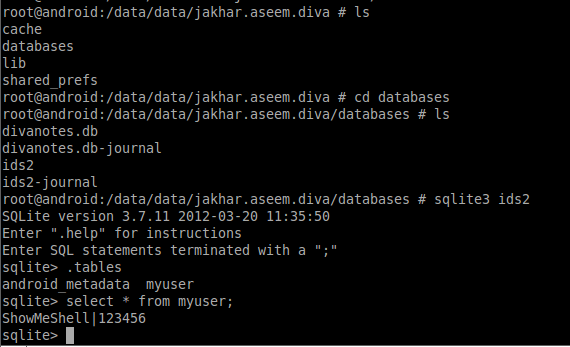 root@android:/data/data/jakhar.aseem.diva # ls
cache
databases
lib
shared_prefs
root@android:/data/data/jakhar.aseem.diva # cd databases
root@android:/data/data/jakhar.aseem.diva/databases # ls
divanotes.db
divanotes.db-journal
ids2
ids2-journal
root@android:/data/data/jakhar.aseem.diva/databases # sqlite3 ids2
SQLite version 3.7.11 2012-03-20 11:35:50
Enter ".help" for instructions
Enter SQL statements terminated with a ";"
sqlite> .tables
android_metadata  myuser
sqlite> select * from myuser;
ShowMeShell|123456
sqlite>